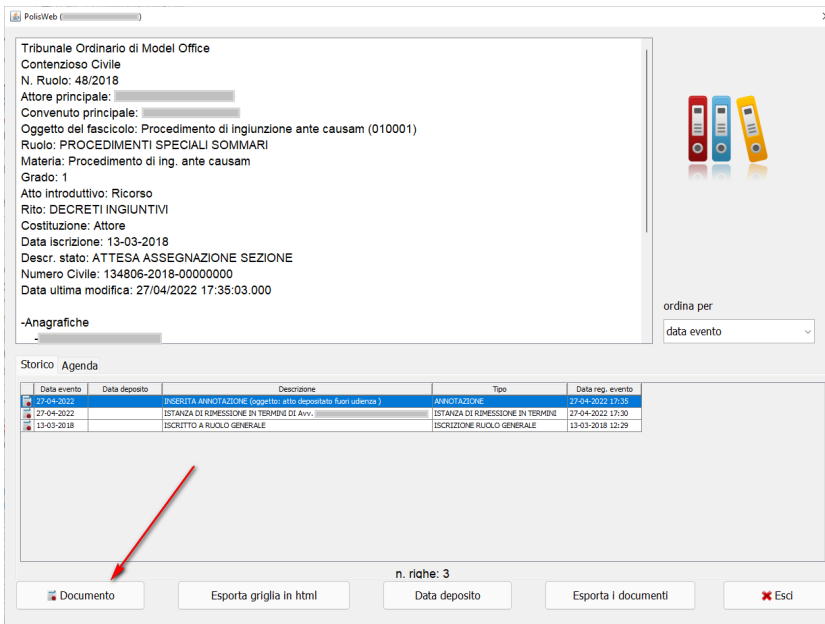 PolisWeb ( )
Tribunale Ordinario di Model Office
Contenzioso Civile
N. Ruolo: 48/2018
Attore principale:
Convenuto principale:
Oggetto del fascicolo: Procedimento di ingiunzione ante causam (010001)
Ruolo: PROCEDIMENTI SPECIALI SOMMARI
Materia: Procedimento di ing. ante causam
Grado: 1
Atto introduttivo: Ricorso
Rito: DECRETI INGIUNTIVI
Costituzione: Attore
Data iscrizione: 13-03-2018
Descr. stato: ATTESA ASSEGNAZIONE SEZIONE
Numero Civile: 134806-2018-00000000
Data ultima modifica: 27/04/2022 17:35:03.000
-Anagrafiche
-
ordina per
data evento
Storico Agenda
Data evento Data deposito Descrizione Tipo Data reg. evento
27-04-2022 INSERITA ANNOTAZIONE (oggetto: atto depositato fuori udienza ) ANNOTAZIONE 27-04-2022 17:35
27-04-2022 ISTANZA DI RIMESSIONE IN TERMINI DI Avv. ISTANZA DI RIMESSIONE IN TERMINI 27-04-2022 17:30
13-03-2018 ISCRITTO A RUOLO GENERALE ISCRIZIONE RUOLO GENERALE 13-03-2018 12:29
n. righe: 3
Documento Esporta griglia in html Data deposito Esporta i documenti Esci